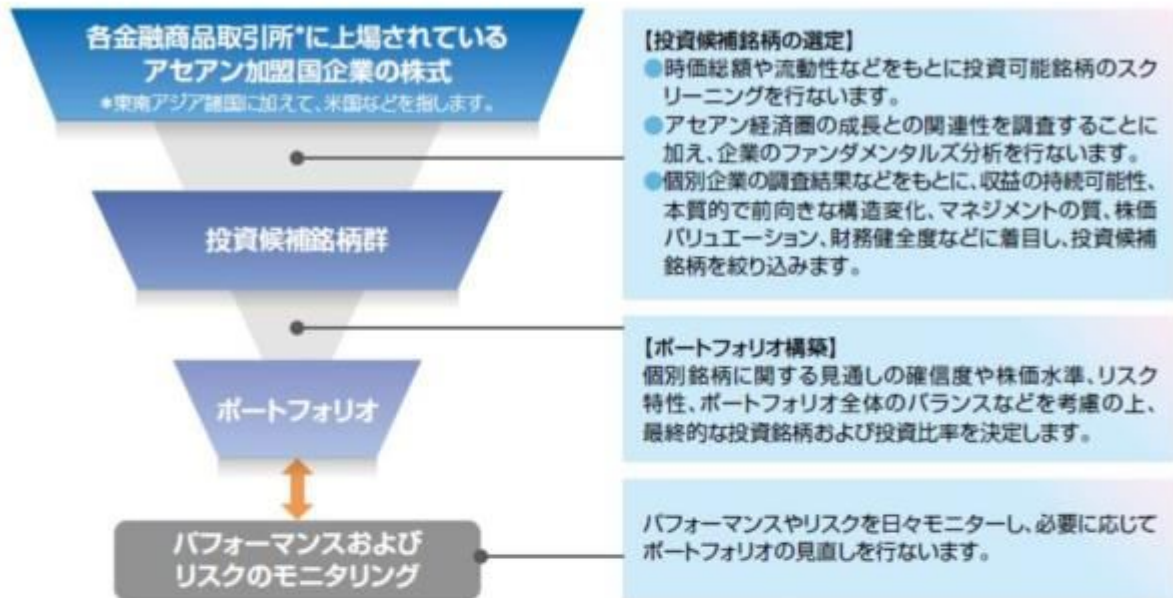 各金融商品取引所*に上場されている
アセアン加盟国企業の株式
*東南アジア諸国に加えて、米国などを指します。
投資候補銘柄群
ポートフォリオ
パフォーマンスおよび
リスクのモニタリング
【投資候補銘柄の選定】
●時価総額や流動性などをもとに投資可能銘柄のスク
リーニングを行ないます。
●アセアン経済圏の成長との関連性を調査することに
加え、企業のファンダメンタルズ分析を行ないます。
●個別企業の調査結果などをもとに、収益の持続可能性、
本質的で前向きな構造変化、マネジメントの質、株価
バリュエーション、財務健全度などに着目し、投資候補
銘柄を絞り込みます。
【ポートフォリオ構築】
個別銘柄に関する見通しの確信度や株価水準、リスク
特性、ポートフォリオ全体のバランスなどを考慮の上、
最終的な投資銘柄および投資比率を決定します。
パフォーマンスやリスクを日々モニターし、必要に応じて
ポートフォリオの見直しを行ないます。